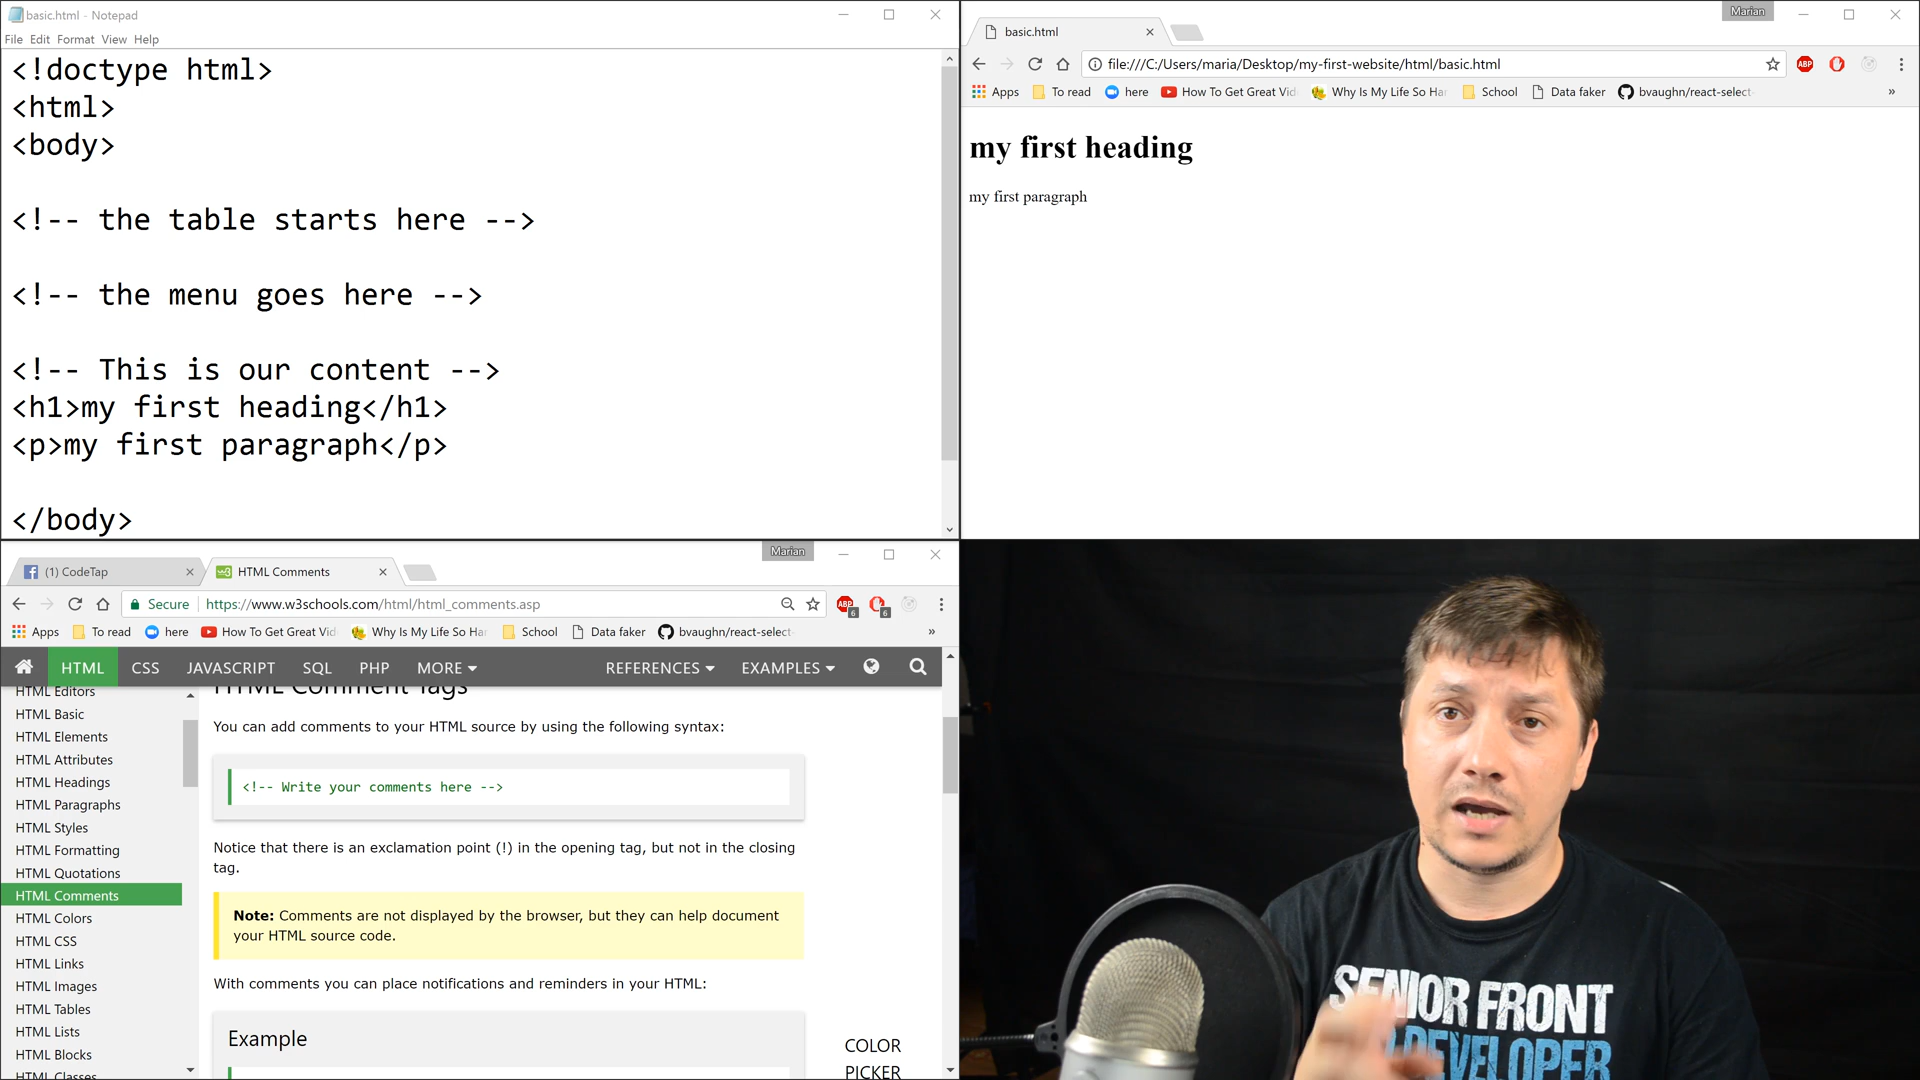 basic.html - Notepad
File Edit Format View Help
<!doctype html>
<html>
<body>
<!-- the table starts here -->
<!-- the menu goes here -->
<!-- This is our content -->
<h1>my first heading</h1>
<p>my first paragraph</p>
</body>
Marian
basic.html
file:///C:/Users/maria/Desktop/my-first-website/html/basic.html
ABP
Apps To read here How To Get Great Vid Why Is My Life So Har School Data faker bvaughn/react-select-
»
my first heading
my first paragraph
Marian
(1) CodeTap
HTML Comments
Secure https://www.w3schools.com/html/html_comments.asp
ABP 6 6
Apps To read here How To Get Great Vid Why Is My Life So Har School Data faker bvaughn/react-select-
»
HTML CSS JAVASCRIPT SQL PHP MORE REFERENCES EXAMPLES
HTML Editors
HTML Basic
HTML Elements
HTML Attributes
HTML Headings
HTML Paragraphs
HTML Styles
HTML Formatting
HTML Quotations
HTML Comments
HTML Colors
HTML CSS
HTML Links
HTML Images
HTML Tables
HTML Lists
HTML Blocks
HTML Classes
HTML Comment Tags
You can add comments to your HTML source by using the following syntax:
<!-- Write your comments here -->
Notice that there is an exclamation point (!) in the opening tag, but not in the closing
tag.
Note: Comments are not displayed by the browser, but they can help document
your HTML source code.
With comments you can place notifications and reminders in your HTML:
Example
COLOR
PICKER
SENIOR FRONT
DEVELOPER